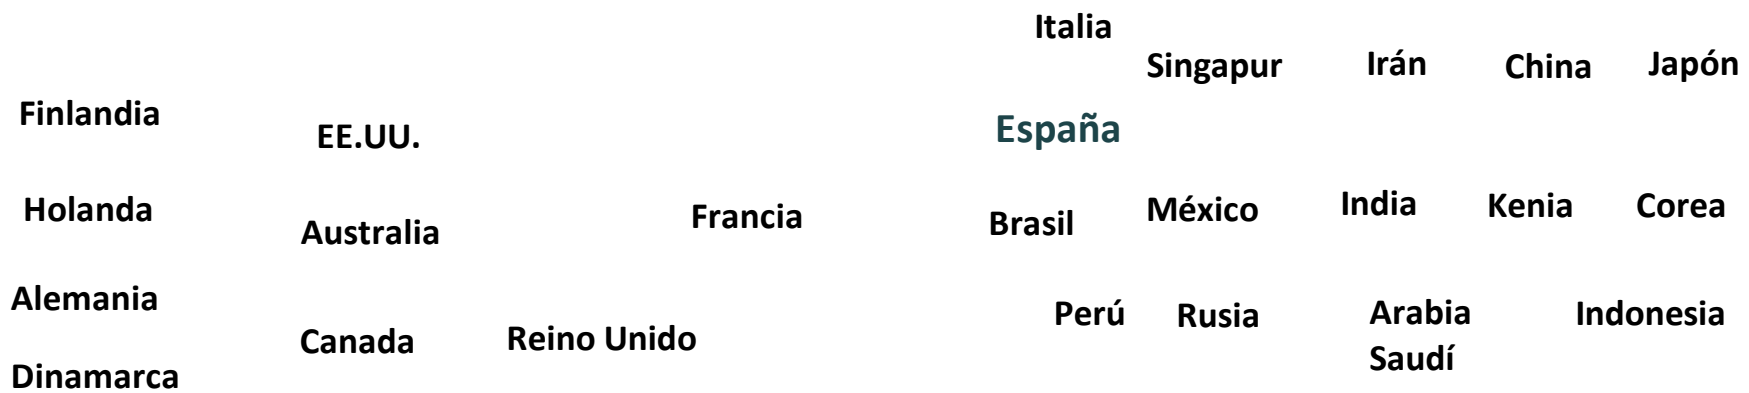 Italia
Singapur
Irán
China
Japón
Finlandia
EE.UU.
España
Holanda
Australia
Francia
Brasil
México
India
Kenia
Corea
Alemania
Canada
Reino Unido
Perú
Rusia
Arabia
Saudí
Indonesia
Dinamarca